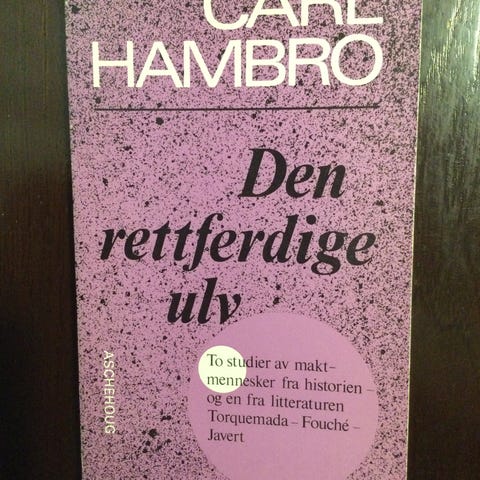 CARL
HAMBRO
Den
rettferdige
ulv
To studier av makt-
mennesker fra historien –
og en fra litteraturen
Torquemada – Fouché –
Javert
ASCHEHOUG